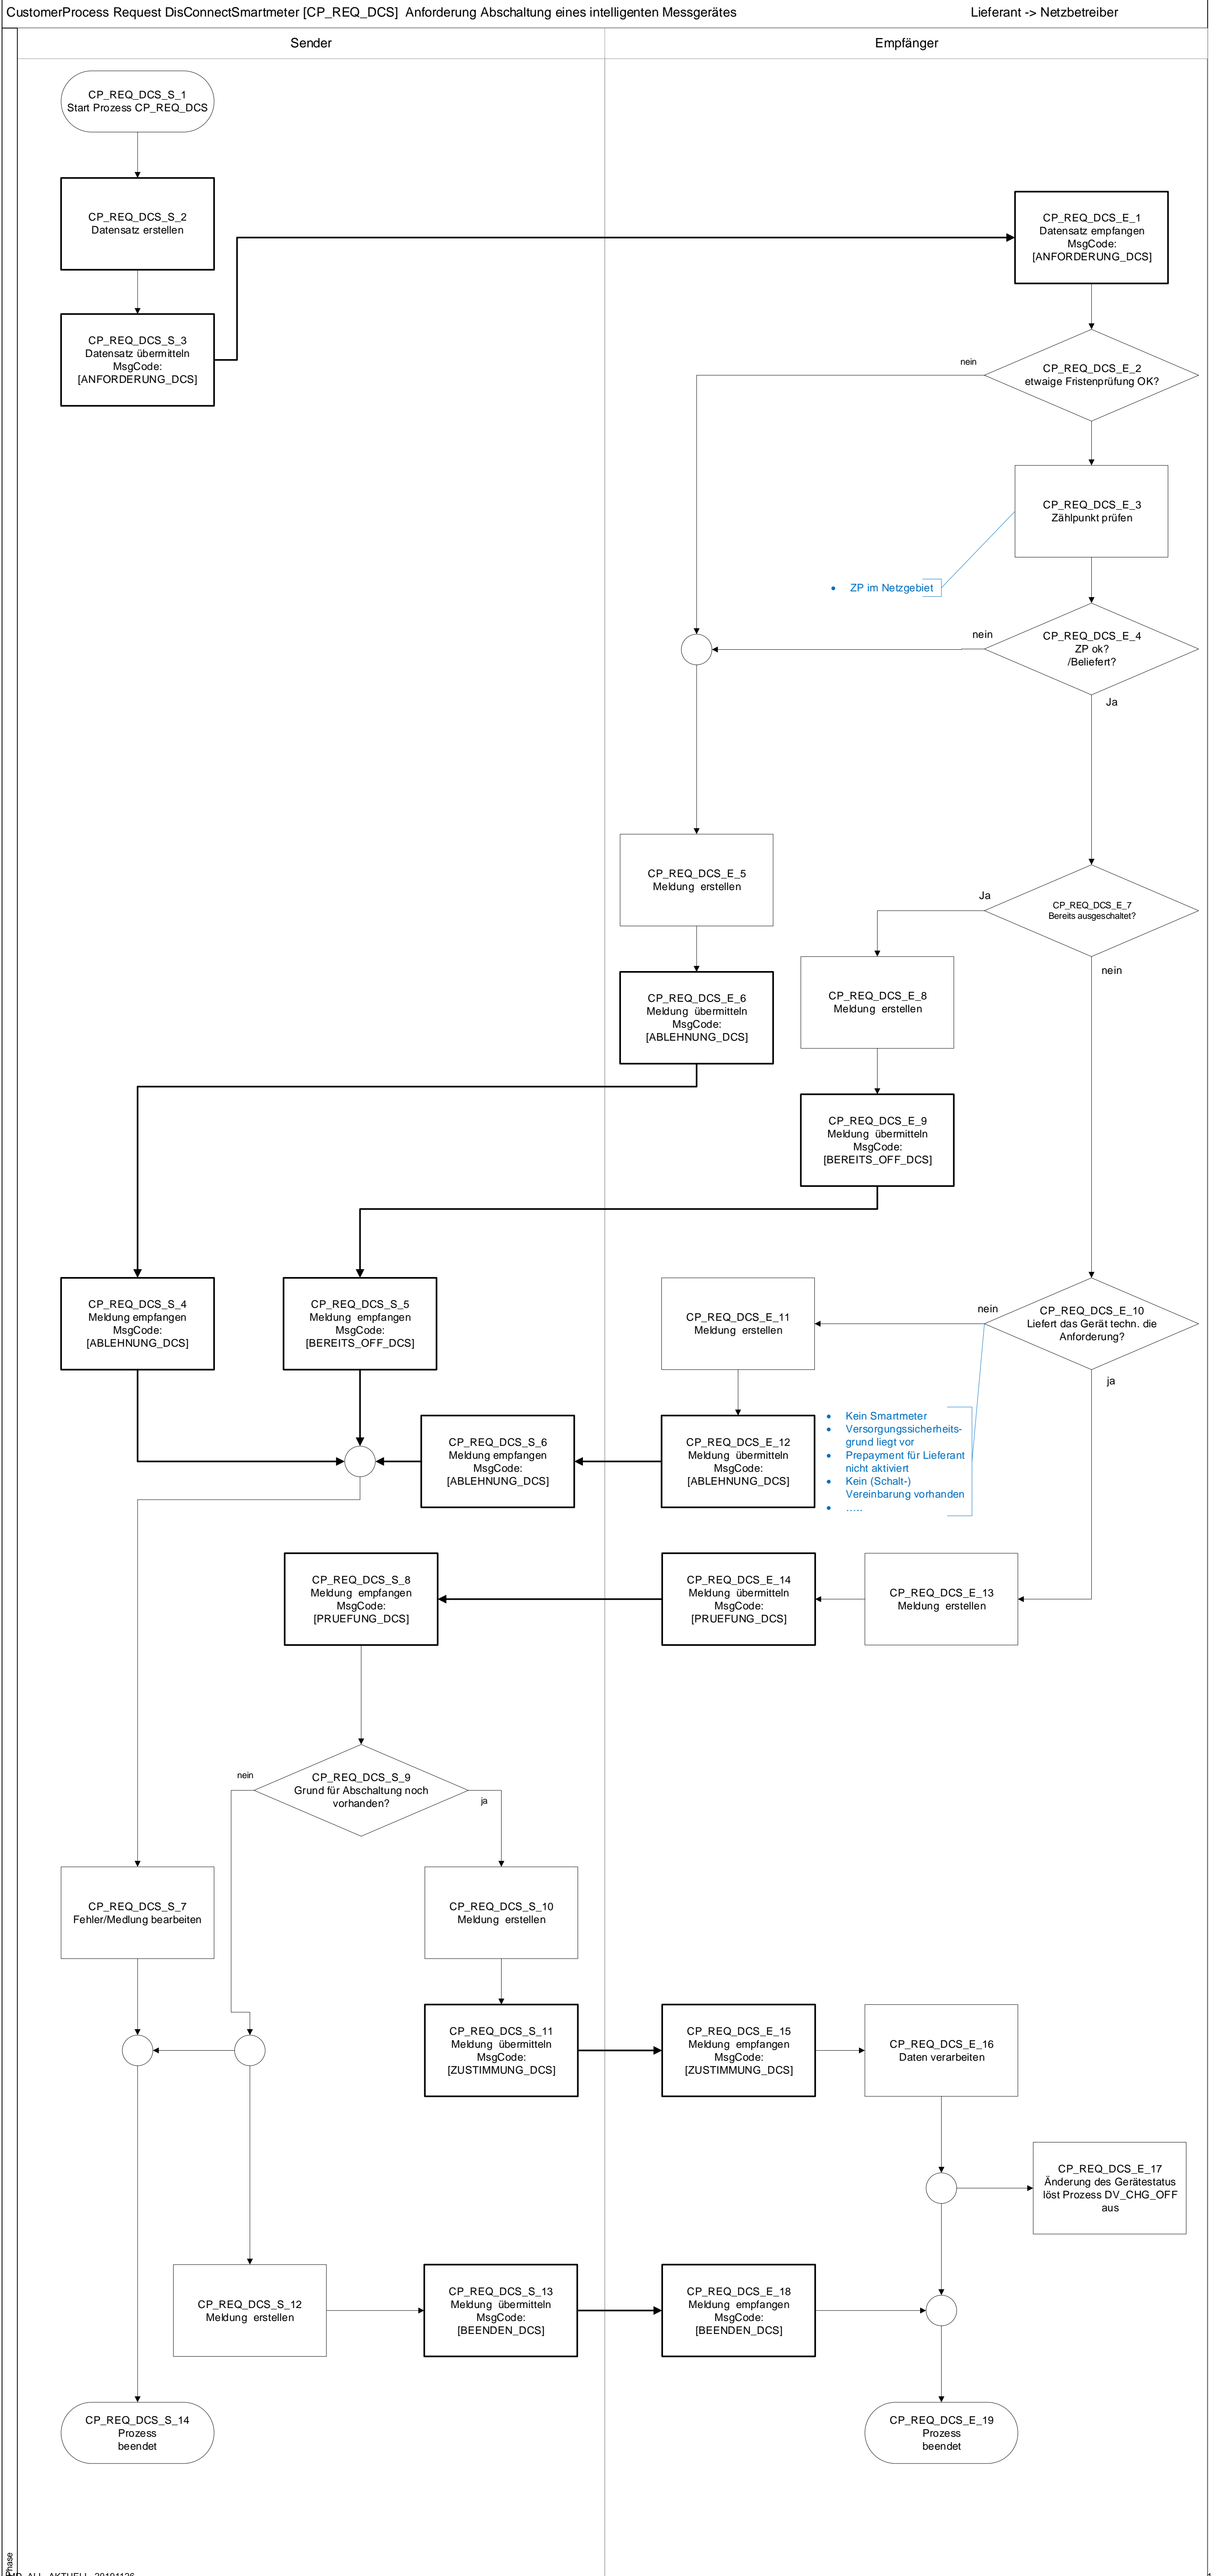 CustomerProcess Request DisConnectSmartmeter [CP_REQ_DCS]  Anforderung Abschaltung eines intelligenten Messgerätes
Lieferant -> Netzbetreiber
Sender
Empfänger
CP_REQ_DCS_S_1
Start Prozess CP_REQ_DCS
CP_REQ_DCS_S_2
Datensatz erstellen
CP_REQ_DCS_E_1
Datensatz empfangen
MsgCode:
[ANFORDERUNG_DCS]
CP_REQ_DCS_S_3
Datensatz übermitteln
MsgCode:
[ANFORDERUNG_DCS]
nein
CP_REQ_DCS_E_2
etwaige Fristenprüfung OK?
CP_REQ_DCS_E_3
Zählpunkt prüfen
• ZP im Netzgebiet
nein
CP_REQ_DCS_E_4
ZP ok?
/Beliefert?
Ja
CP_REQ_DCS_E_5
Meldung erstellen
Ja
CP_REQ_DCS_E_7
Bereits ausgeschaltet?
nein
CP_REQ_DCS_E_6
Meldung übermitteln
MsgCode:
[ABLEHNUNG_DCS]
CP_REQ_DCS_E_8
Meldung erstellen
CP_REQ_DCS_E_9
Meldung übermitteln
MsgCode:
[BEREITS_OFF_DCS]
CP_REQ_DCS_S_4
Meldung empfangen
MsgCode:
[ABLEHNUNG_DCS]
CP_REQ_DCS_S_5
Meldung empfangen
MsgCode:
[BEREITS_OFF_DCS]
CP_REQ_DCS_E_11
Meldung erstellen
nein
CP_REQ_DCS_E_10
Liefert das Gerät techn. die
Anforderung?
ja
CP_REQ_DCS_S_6
Meldung empfangen
MsgCode:
[ABLEHNUNG_DCS]
CP_REQ_DCS_E_12
Meldung übermitteln
MsgCode:
[ABLEHNUNG_DCS]
• Kein Smartmeter
• Versorgungssicherheits-
grund liegt vor
• Prepayment für Lieferant
nicht aktiviert
• Kein (Schalt-)
Vereinbarung vorhanden
• …..
CP_REQ_DCS_S_8
Meldung empfangen
MsgCode:
[PRUEFUNG_DCS]
CP_REQ_DCS_E_14
Meldung übermitteln
MsgCode:
[PRUEFUNG_DCS]
CP_REQ_DCS_E_13
Meldung erstellen
nein
CP_REQ_DCS_S_9
Grund für Abschaltung noch
vorhanden?
ja
CP_REQ_DCS_S_7
Fehler/Medlung bearbeiten
CP_REQ_DCS_S_10
Meldung erstellen
CP_REQ_DCS_S_11
Meldung übermitteln
MsgCode:
[ZUSTIMMUNG_DCS]
CP_REQ_DCS_E_15
Meldung empfangen
MsgCode:
[ZUSTIMMUNG_DCS]
CP_REQ_DCS_E_16
Daten verarbeiten
CP_REQ_DCS_E_17
Änderung des Gerätestatus
löst Prozess DV_CHG_OFF
aus
CP_REQ_DCS_S_12
Meldung erstellen
CP_REQ_DCS_S_13
Meldung übermitteln
MsgCode:
[BEENDEN_DCS]
CP_REQ_DCS_E_18
Meldung empfangen
MsgCode:
[BEENDEN_DCS]
CP_REQ_DCS_S_14
Prozess
beendet
CP_REQ_DCS_E_19
Prozess
beendet